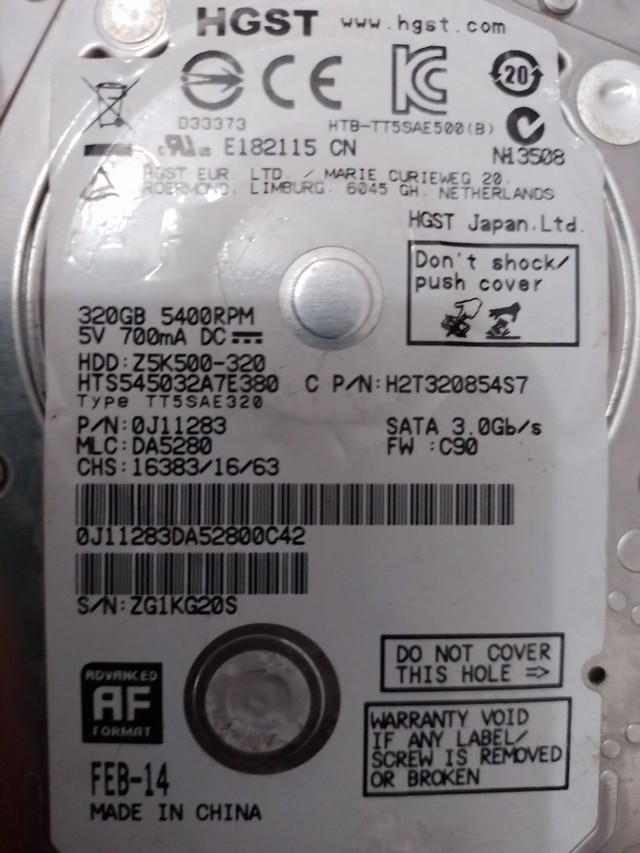 HGST www.hgst.com
20
D33373 HTB-TT5SAE500(B)
c RU us E182115 CN N13508
HGST EUR. LTD. / MARIE CURIEWEG 20,
ROERMOND, LIMBURG. 6045 GH. NETHERLANDS
HGST Japan.Ltd.
Don't shock/
push cover
320GB 5400RPM
5V 700mA DC
HDD:Z5K500-320
HTS545032A7E380 C P/N:H2T320854S7
Type TT5SAE320
P/N:0J11283 SATA 3.0Gb/s
MLC:DA5280 FW :C90
CHS:16383/16/63
0J11283DA52800C42
S/N:ZG1KG20S
DO NOT COVER
THIS HOLE =>
ADVANCED
AF
FORMAT
WARRANTY VOID
IF ANY LABEL/
SCREW IS REMOVED
OR BROKEN
FEB-14
MADE IN CHINA